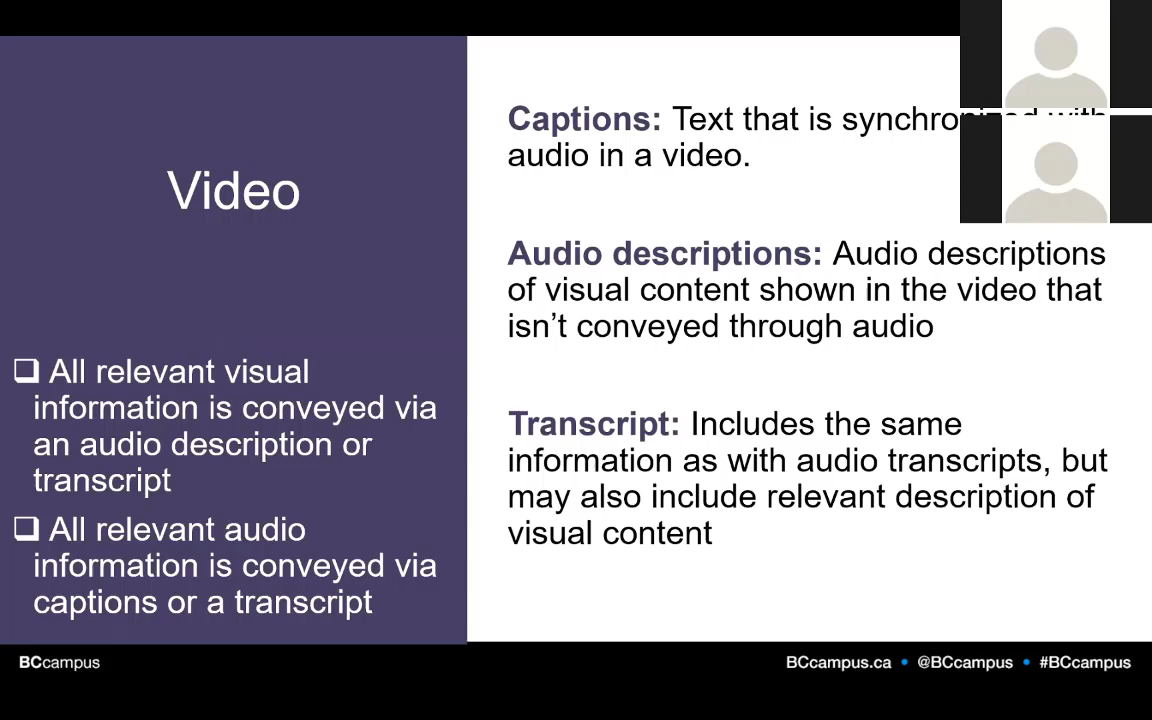 Video
❑ All relevant visual
information is conveyed via
an audio description or
transcript
❑ All relevant audio
information is conveyed via
captions or a transcript
Captions: Text that is synchronized with
audio in a video.
Audio descriptions: Audio descriptions
of visual content shown in the video that
isn’t conveyed through audio
Transcript: Includes the same
information as with audio transcripts, but
may also include relevant description of
visual content
BCcampus
BCcampus.ca • @BCcampus • #BCcampus